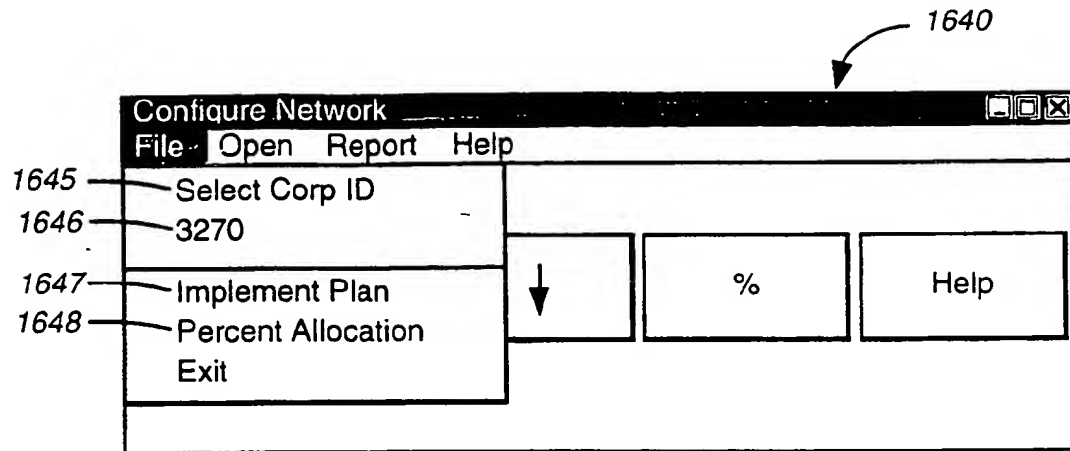 1640
Configure Network
File Open Report Help
1645 Select Corp ID
1646 3270
1647 Implement Plan
1648 Percent Allocation
Exit
% Help